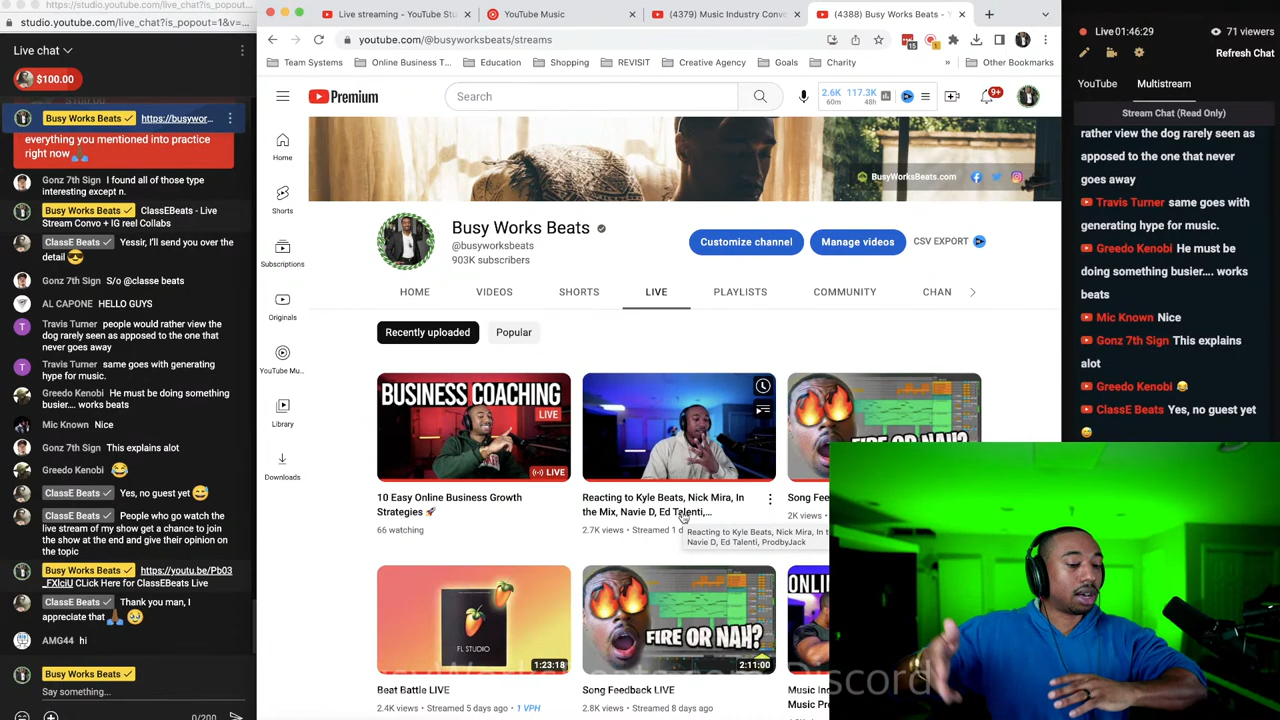 https://studio.youtube.com/live_chat?is_popout=1&v=...
studio.youtube.com/live_chat?is_popout=1&v=...
Live chat
$100.00
Busy Works Beats https://busywor...
everything you mentioned into practice
right now
Gonz 7th Sign I found all of those type
interesting except n.
Busy Works Beats ClassEBeats - Live
Stream Convo + IG reel Collabs
ClassE Beats Yessir, I'll send you over the
detail
Gonz 7th Sign S/o @classe beats
AL CAPONE HELLO GUYS
T Travis Turner people would rather view the
dog rarely seen as apposed to the one that
never goes away
T Travis Turner same goes with generating
hype for music.
Greedo Kenobi He must be doing something
busier.... works beats
Mic Known Nice
Gonz 7th Sign This explains alot
Greedo Kenobi
ClassE Beats Yes, no guest yet
ClassE Beats People who go watch the
live stream of my show get a chance to join
the show at the end and give their opinion on
the topic
Busy Works Beats https://youtu.be/Pb03
_FXIciU CLick Here for ClassEBeats Live
ClassE Beats Thank you man, I
appreciate that
AMG44 hi
Busy Works Beats
Say something...
0/200
Live streaming - YouTube Stu
YouTube Music
(4379) Music Industry Conve
(4388) Busy Works Beats - Y
youtube.com/@busyworksbeats/streams
15
1
Team Systems
Online Business T...
Education
Shopping
REVISIT
Creative Agency
Goals
Charity
»
Other Bookmarks
Premium
Search
2.6K 117.3K
60m 48h
9+
Home
Shorts
Subscriptions
Originals
YouTube Mu...
Library
Downloads
BusyWorksBeats.com
Busy Works Beats
@busyworksbeats
903K subscribers
Customize channel
Manage videos
CSV EXPORT
HOME
VIDEOS
SHORTS
LIVE
PLAYLISTS
COMMUNITY
CHAN
Recently uploaded
Popular
BUSINESS COACHING
LIVE
LIVE
10 Easy Online Business Growth
Strategies
66 watching
Reacting to Kyle Beats, Nick Mira, In
the Mix, Navie D, Ed Talenti,...
2.7K views • Streamed 1 d
Reacting to Kyle Beats, Nick Mira, In t
Navie D, Ed Talenti, ProdbyJack
FIRE OR NAH?
Song Fee
2K views
FL STUDIO
1:23:18
Beat Battle LIVE
2.4K views • Streamed 5 days ago • 1 VPH
FIRE OR NAH?
2:11:00
Song Feedback LIVE
2.8K views • Streamed 8 days ago
ONLIN
Music Ind
Music Pro
Discord
Live 01:46:29
71 viewers
Refresh Chat
YouTube
Multistream
Stream Chat (Read Only)
rather view the dog rarely seen as
apposed to the one that never
goes away
Travis Turner same goes with
generating hype for music.
Greedo Kenobi He must be
doing something busier.... works
beats
Mic Known Nice
Gonz 7th Sign This explains
alot
Greedo Kenobi
ClassE Beats Yes, no guest yet